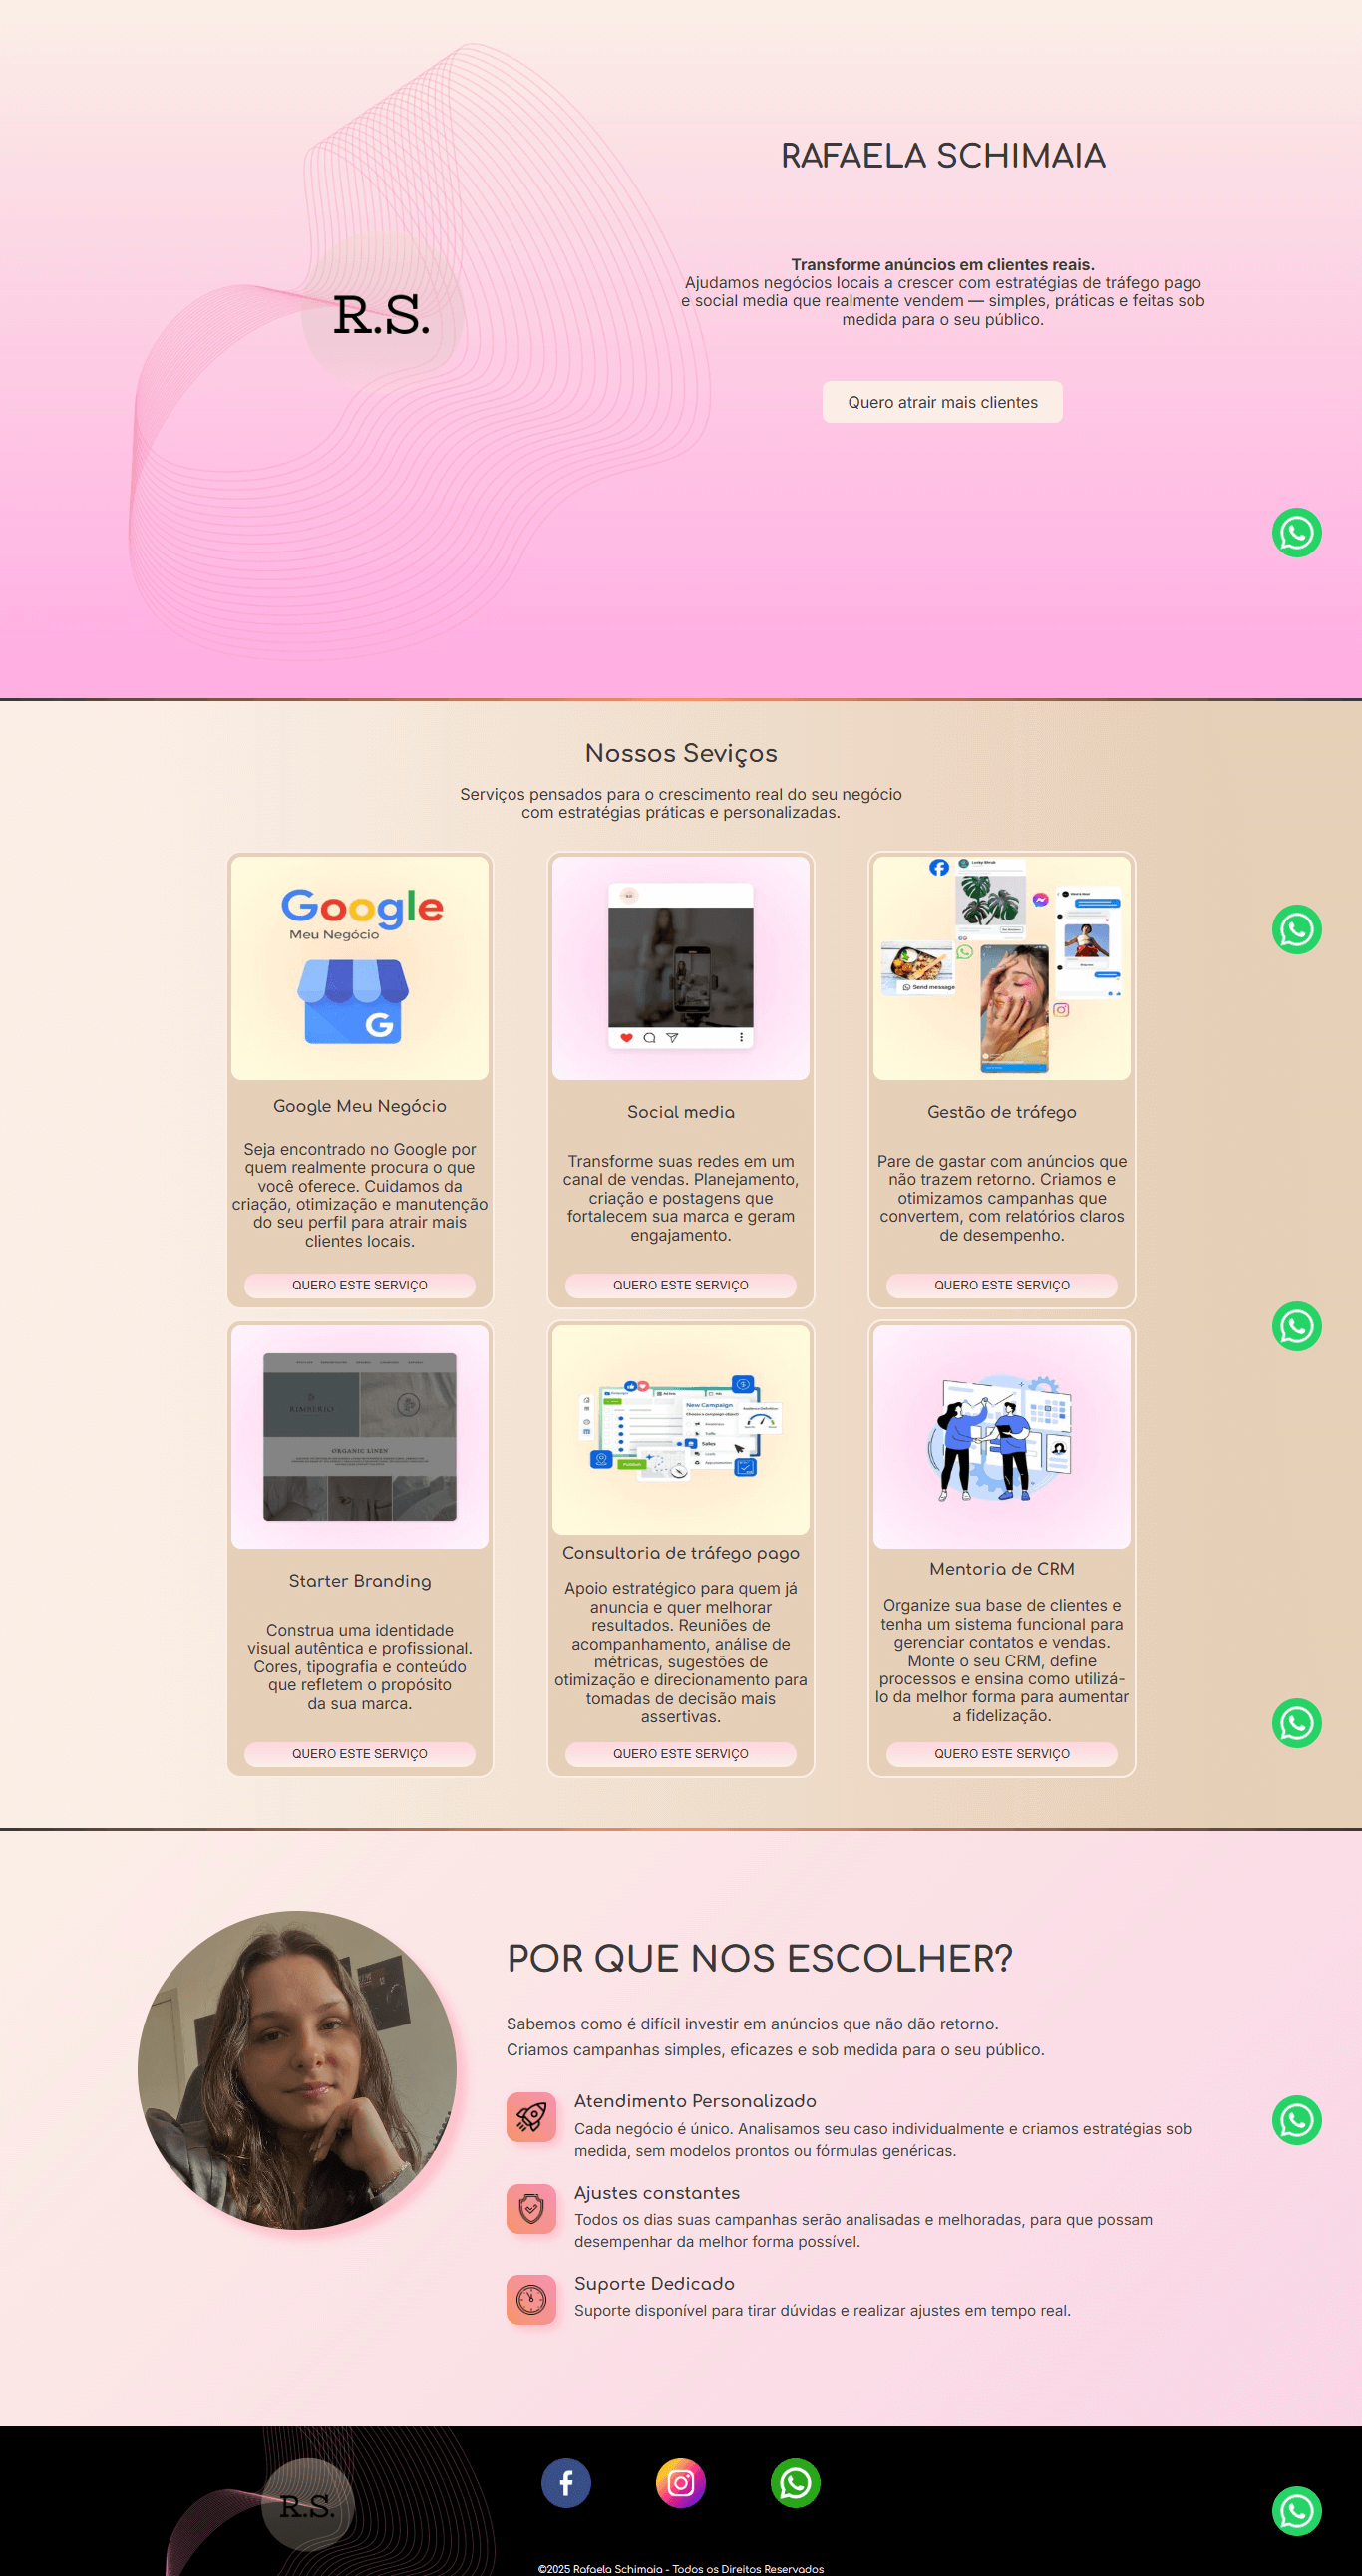 RAFAELA SCHIMAIA
R.S.
Transforme anúncios em clientes reais.
Ajudamos negócios locais a crescer com estratégias de tráfego pago
e social media que realmente vendem — simples, práticas e feitas sob
medida para o seu público.
Quero atrair mais clientes
Nossos Seviços
Serviços pensados para o crescimento real do seu negócio
com estratégias práticas e personalizadas.
Google
Meu Negócio
G
Send message
Google Meu Negócio
Seja encontrado no Google por
quem realmente procura o que
você oferece. Cuidamos da
criação, otimização e manutenção
do seu perfil para atrair mais
clientes locais.
QUERO ESTE SERVIÇO
Social media
Transforme suas redes em um
canal de vendas. Planejamento,
criação e postagens que
fortalecem sua marca e geram
engajamento.
QUERO ESTE SERVIÇO
Gestão de tráfego
Pare de gastar com anúncios que
não trazem retorno. Criamos e
otimizamos campanhas que
convertem, com relatórios claros
de desempenho.
QUERO ESTE SERVIÇO
ORGANIC LINEN
Starter Branding
Construa uma identidade
visual autêntica e profissional.
Cores, tipografia e conteúdo
que refletem o propósito
da sua marca.
QUERO ESTE SERVIÇO
New Campaign
Sales
Consultoria de tráfego pago
Apoio estratégico para quem já
anuncia e quer melhorar
resultados. Reuniões de
acompanhamento, análise de
métricas, sugestões de
otimização e direcionamento para
tomadas de decisão mais
assertivas.
QUERO ESTE SERVIÇO
Mentoria de CRM
Organize sua base de clientes e
tenha um sistema funcional para
gerenciar contatos e vendas.
Monte o seu CRM, define
processos e ensina como utilizá-
lo da melhor forma para aumentar
a fidelização.
QUERO ESTE SERVIÇO
POR QUE NOS ESCOLHER?
Sabemos como é difícil investir em anúncios que não dão retorno.
Criamos campanhas simples, eficazes e sob medida para o seu público.
Atendimento Personalizado
Cada negócio é único. Analisamos seu caso individualmente e criamos estratégias sob
medida, sem modelos prontos ou fórmulas genéricas.
Ajustes constantes
Todos os dias suas campanhas serão analisadas e melhoradas, para que possam
desempenhar da melhor forma possível.
Suporte Dedicado
Suporte disponível para tirar dúvidas e realizar ajustes em tempo real.
R.S.
©2025 Rafaela Schimaia - Todos os Direitos Reservados